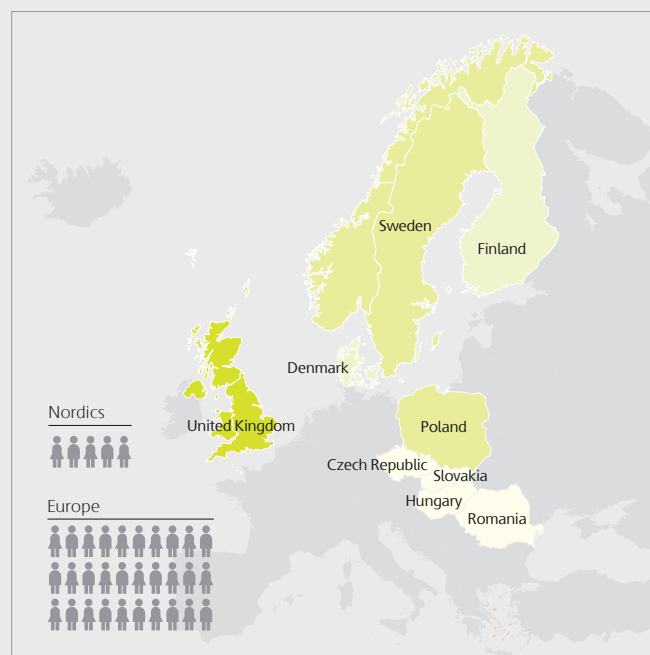 Sweden
Finland
Denmark
Nordics
United Kingdom
Poland
Czech Republic
Slovakia
Hungary
Romania
Europe